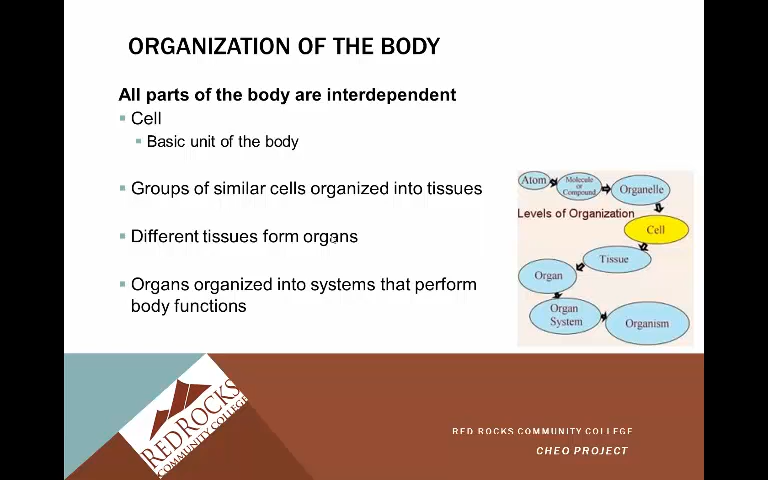 ORGANIZATION OF THE BODY
All parts of the body are interdependent
Cell
Basic unit of the body
Groups of similar cells organized into tissues
Different tissues form organs
Organs organized into systems that perform
body functions
Atom
Molecule
or
Compound
Organelle
Levels of Organization
Cell
Tissue
Organ
Organ
System
Organism
RED ROCKS
COMMUNITY COLLEGE
RED ROCKS COMMUNITY COLLEGE
CHEO PROJECT